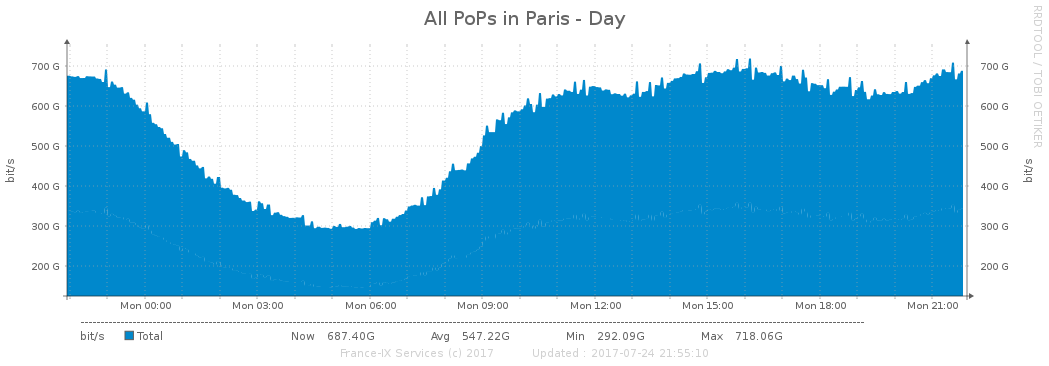 All PoPs in Paris - Day
RRDTOOL / TOBI OETIKER
bit/s
700 G
600 G
500 G
400 G
300 G
200 G
700 G
600 G
500 G
400 G
300 G
200 G
bit/s
Mon 00:00 Mon 03:00 Mon 06:00 Mon 09:00 Mon 12:00 Mon 15:00 Mon 18:00 Mon 21:00
bit/s Total Now 687.40G Avg 547.22G Min 292.09G Max 718.06G
France-IX Services (c) 2017 Updated : 2017-07-24 21:55:10